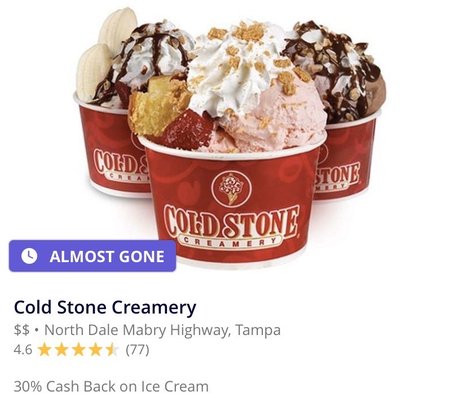 COLD STONE
CREAMERY
COLD STONE
CREAMERY
COLD STONE
CREAMERY
ALMOST GONE
Cold Stone Creamery
$$ • North Dale Mabry Highway, Tampa
4.6 (77)
30% Cash Back on Ice Cream